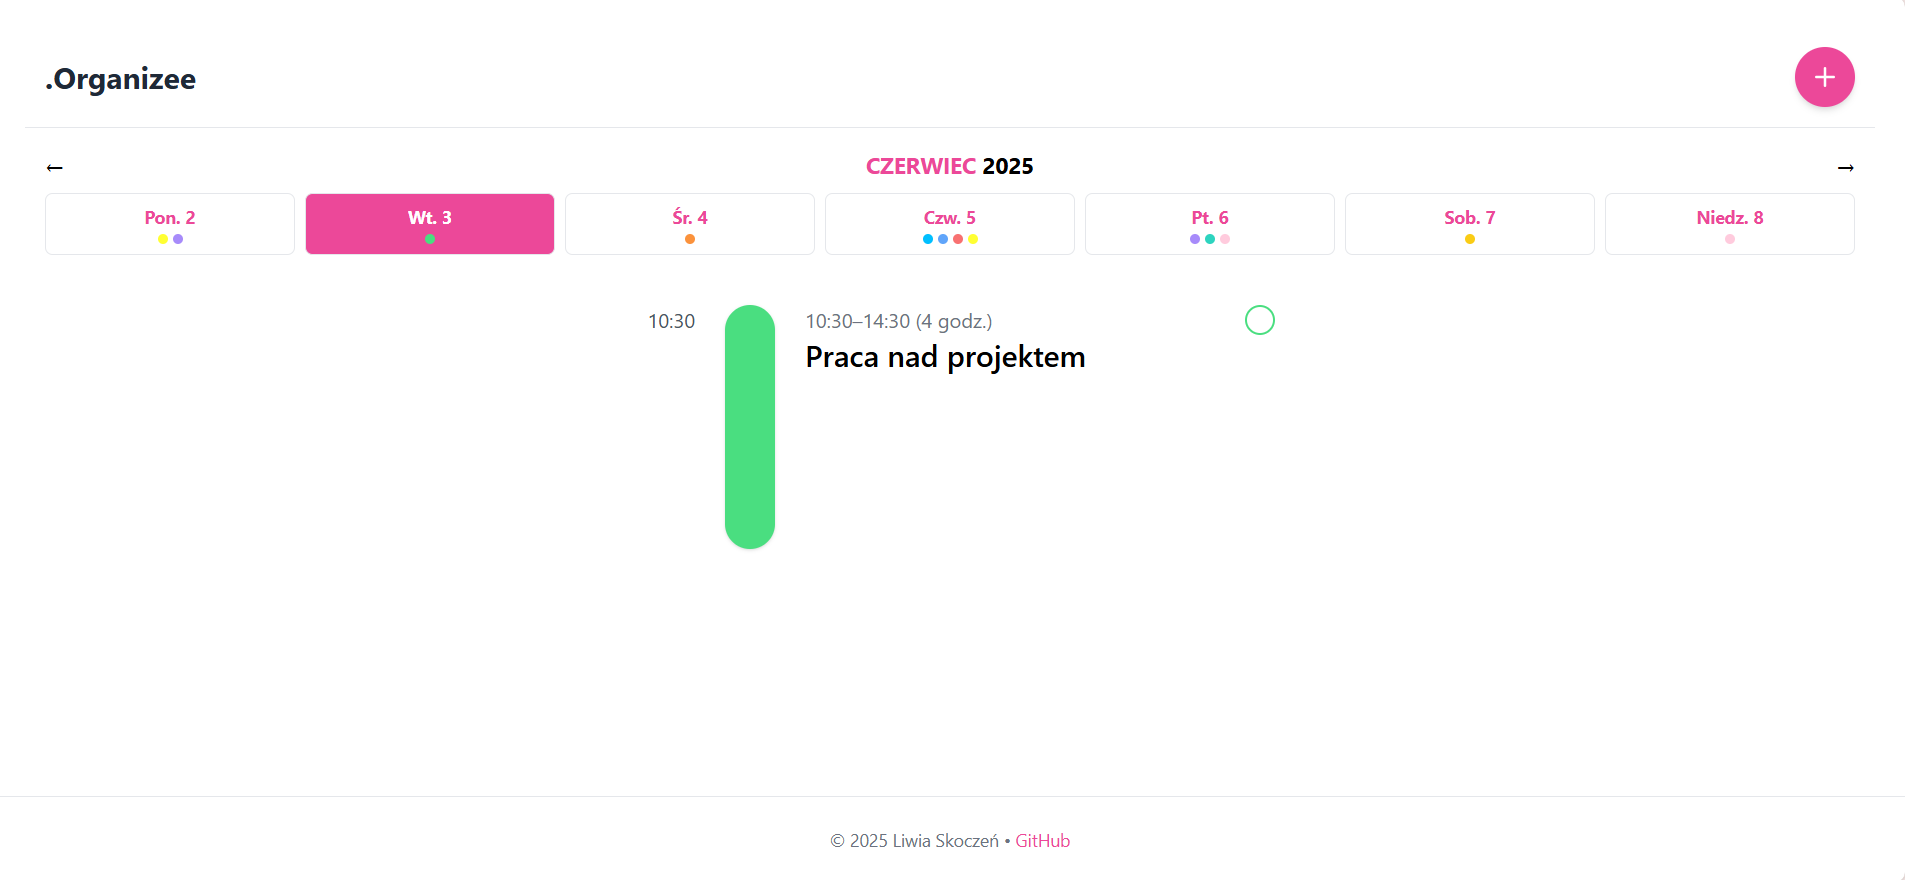 .Organizee
+
← CZERWIEC 2025 →
Pon. 2 Wt. 3 Śr. 4 Czw. 5 Pt. 6 Sob. 7 Niedz. 8
10:30 10:30–14:30 (4 godz.)
Praca nad projektem
© 2025 Liwia Skoczeń • GitHub